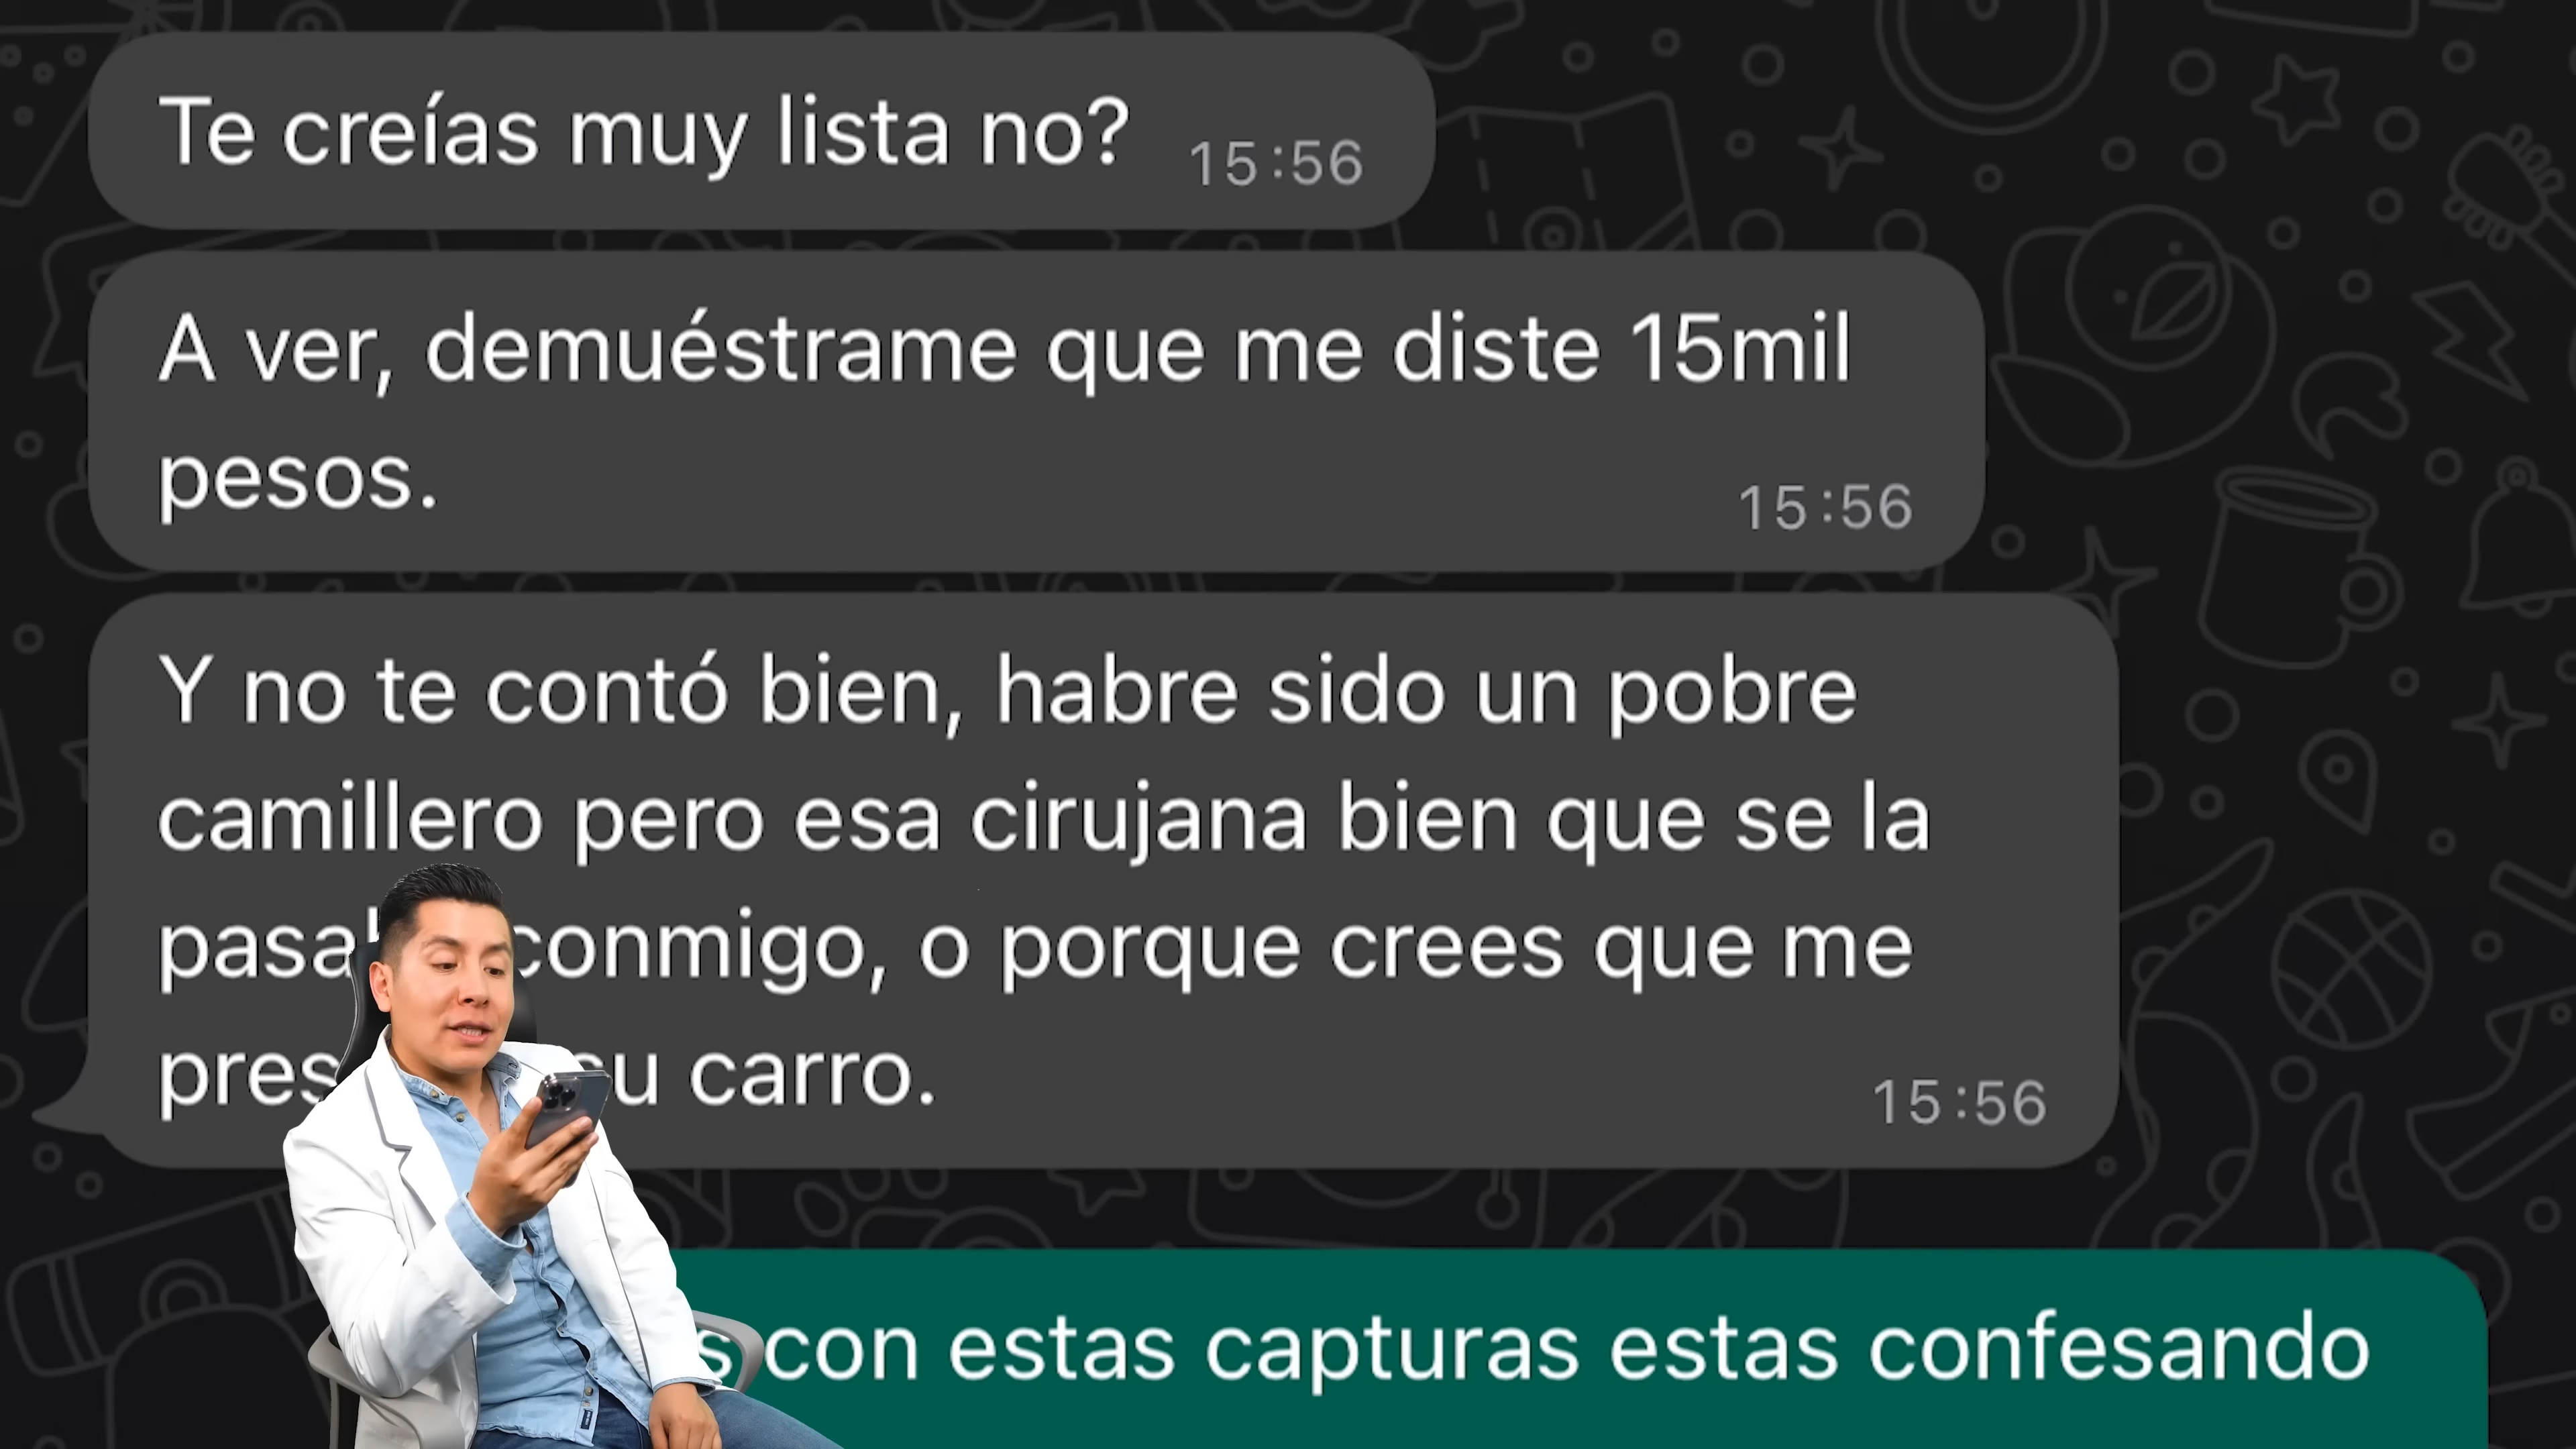 Te creías muy lista no? 15:56
A ver, demuéstrame que me diste 15mil
pesos. 15:56
Y no te contó bien, habre sido un pobre
camillero pero esa cirujana bien que se la
conmigo, o porque crees que me
su carro. 15:56
con estas capturas estas confesando